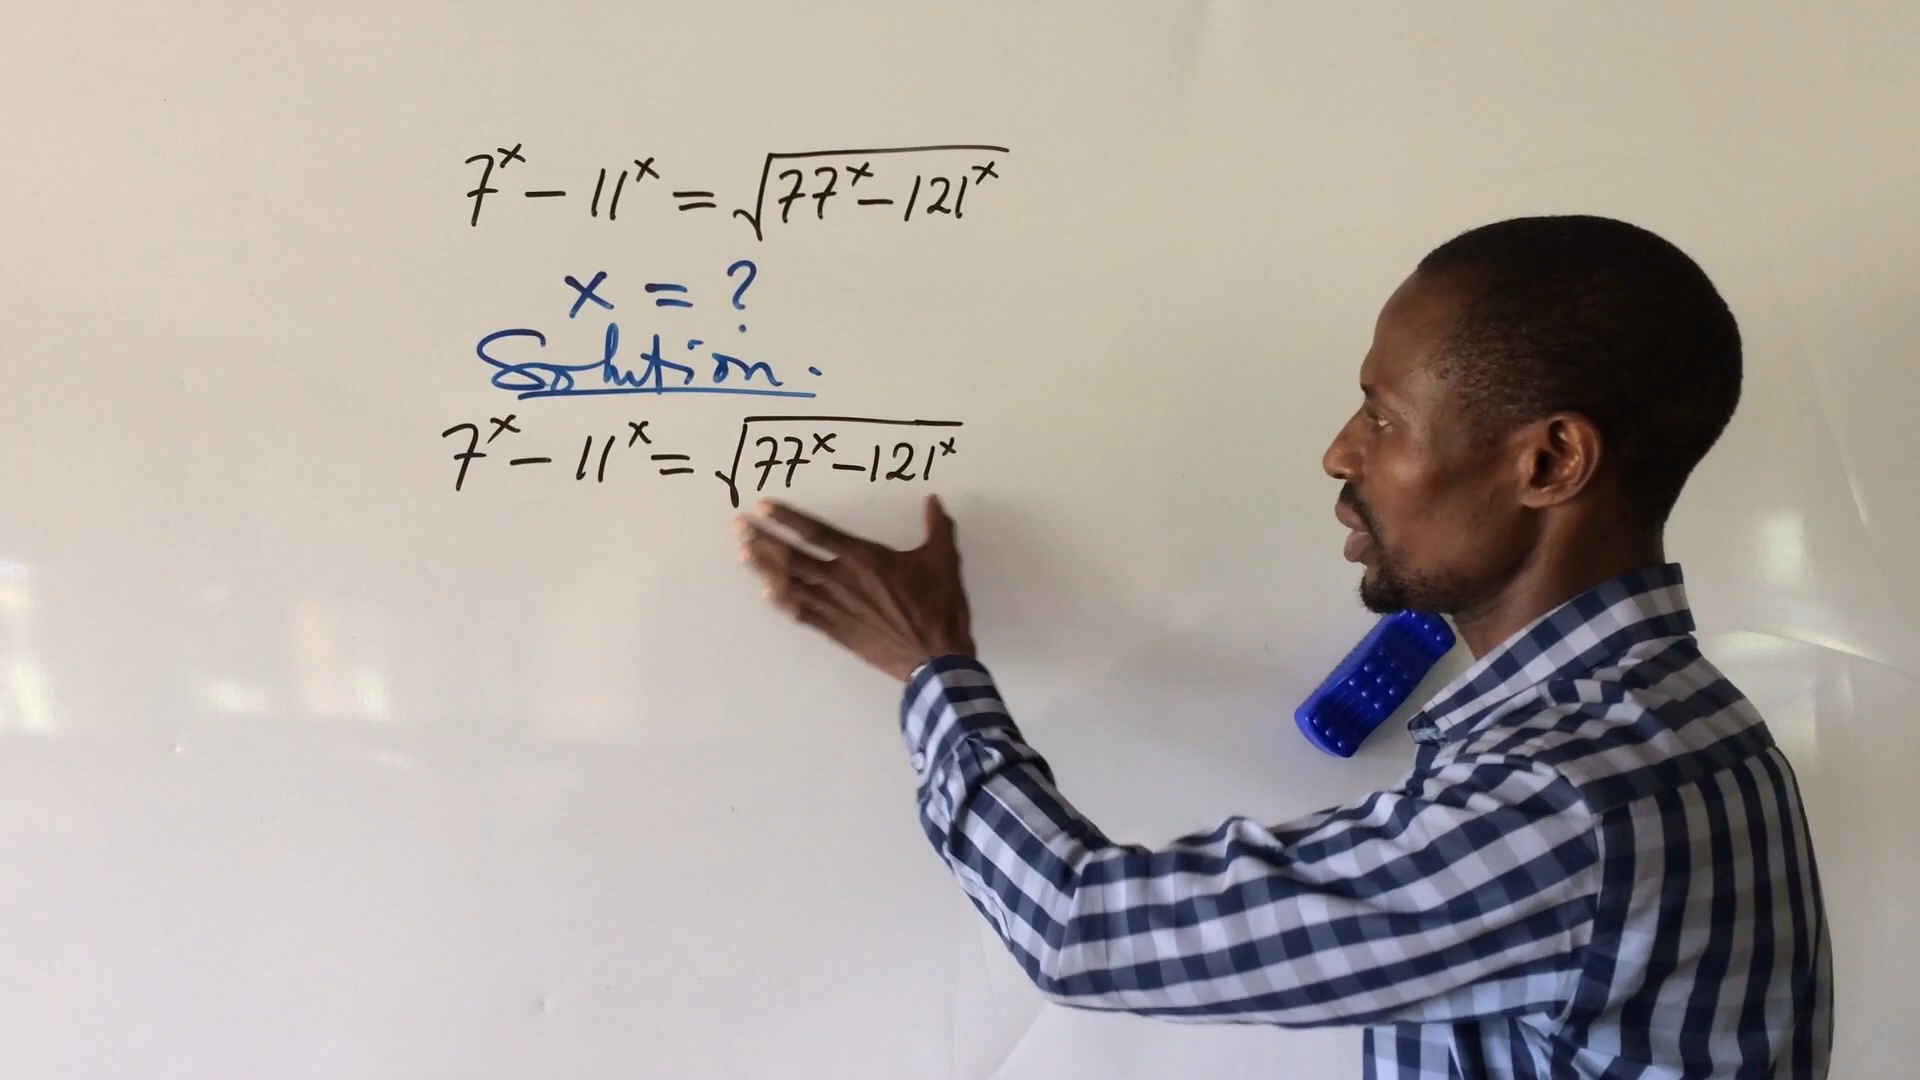 7^x - 11^x = √(77^x - 121^x)
x = ?
Solution.
7^x - 11^x = √(77^x - 121^x)